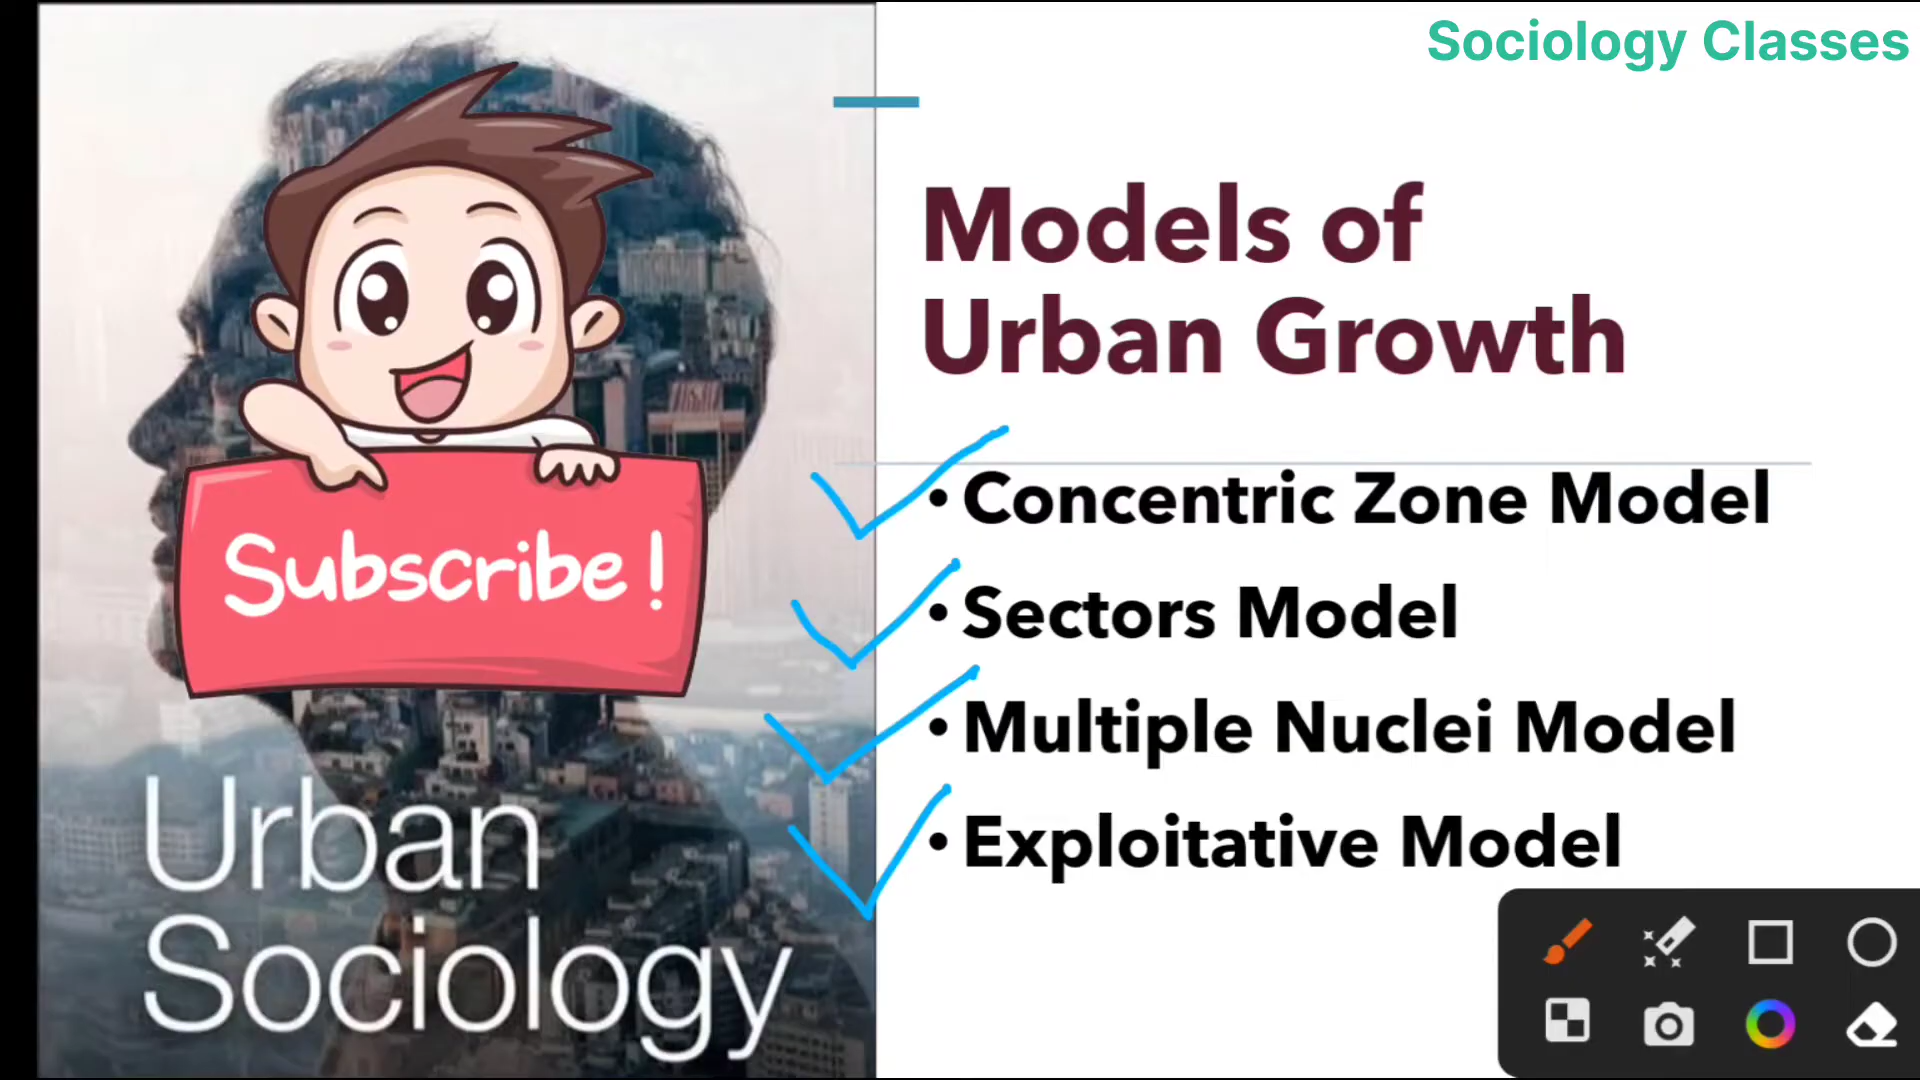 Sociology Classes
Models of
Urban Growth
• Concentric Zone Model
• Sectors Model
• Multiple Nuclei Model
• Exploitative Model
Subscribe!
Urban
Sociology